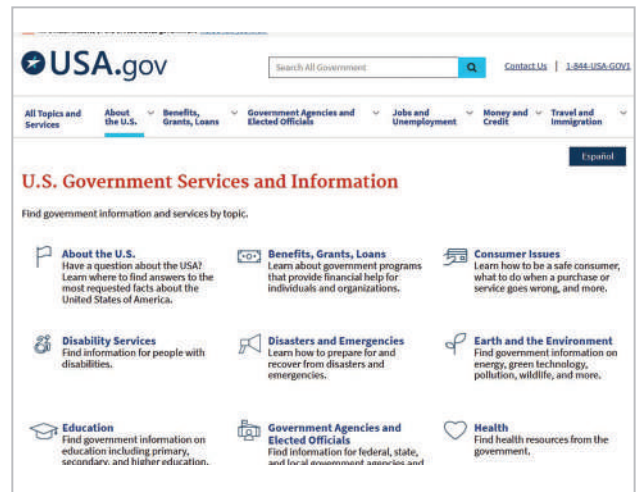 USA.gov
Search All Government
Contact Us | 1-844-USA-GOV1
All Topics and Services
About the U.S.
Benefits, Grants, Loans
Government Agencies and Elected Officials
Jobs and Unemployment
Money and Credit
Travel and Immigration
Español
U.S. Government Services and Information
Find government information and services by topic.
About the U.S.
Have a question about the USA?
Learn where to find answers to the
most requested facts about the
United States of America.
Benefits, Grants, Loans
Learn about government programs
that provide financial help for
individuals and organizations.
Consumer Issues
Learn how to be a safe consumer,
what to do when a purchase or
service goes wrong, and more.
Disability Services
Find information for people with
disabilities.
Disasters and Emergencies
Learn how to prepare for and
recover from disasters and
emergencies.
Earth and the Environment
Find government information on
energy, green technology,
pollution, wildlife, and more.
Education
Find government information on
education including primary,
secondary, and higher education.
Government Agencies and
Elected Officials
Find information for federal, state,
and local government agencies and
Health
Find health resources from the
government.